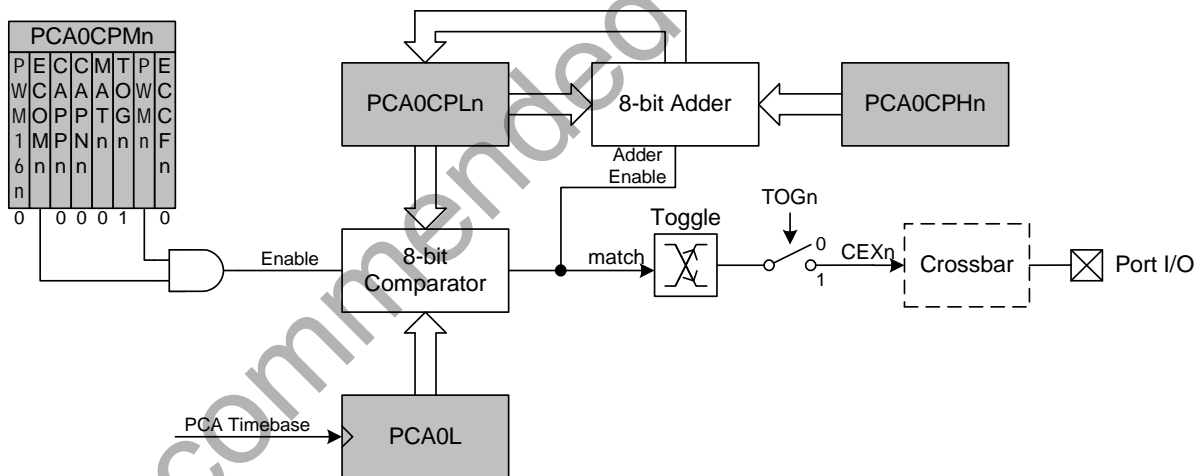 PCA0CPMn
P W M 1 6 n
E C O M n
C A P P n
C A P N n
M A T n
T O G n
P W M n
E C C F n
0 0 0 0 1 0
PCA0CPLn
8-bit Adder
PCA0CPHn
Adder
Enable
TOGn
Toggle
Enable
8-bit
Comparator
match
0
1
CEXn
Crossbar
Port I/O
PCA Timebase
PCA0L
commended